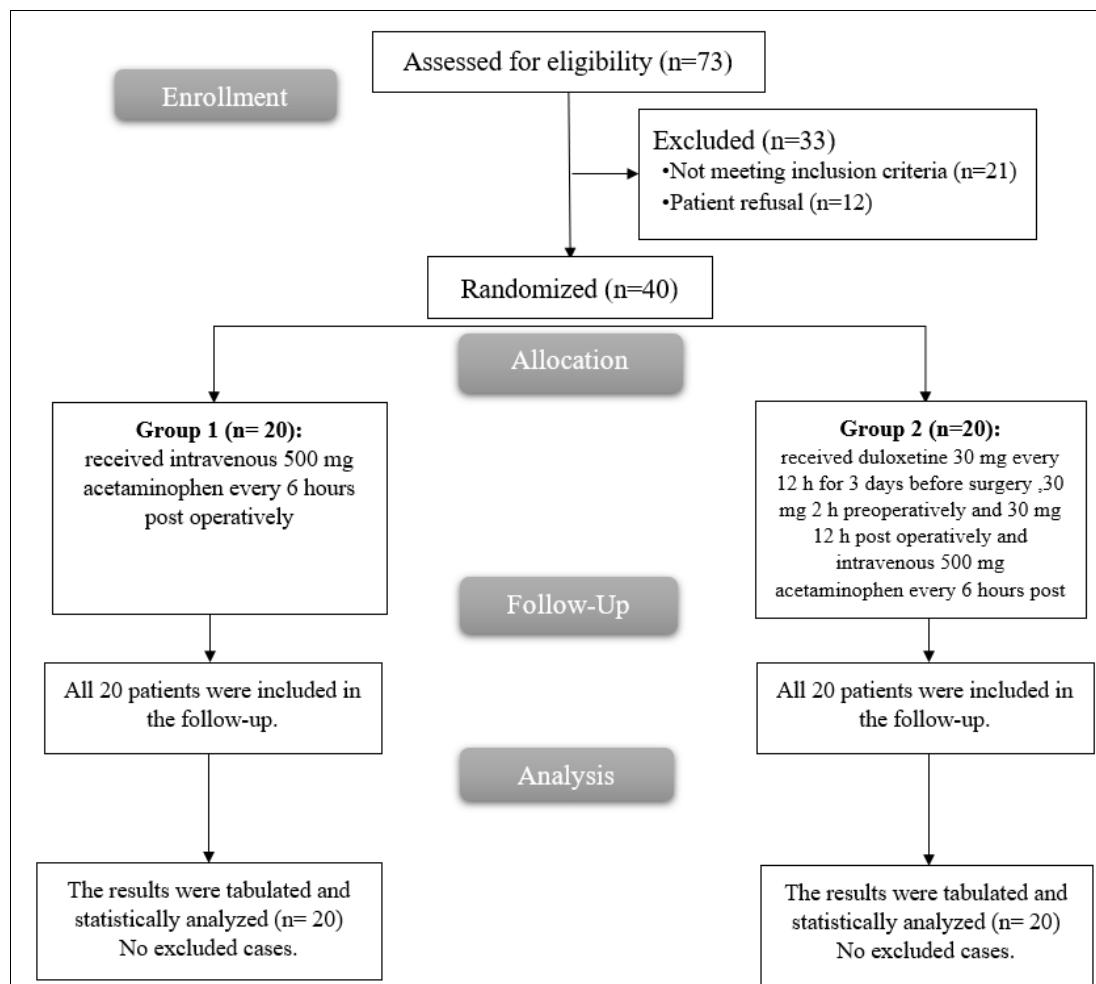 Assessed for eligibility (n=73)
Enrollment
Excluded (n=33)
•Not meeting inclusion criteria (n=21)
•Patient refusal (n=12)
Randomized (n=40)
Allocation
Group 1 (n= 20):
received intravenous 500 mg
acetaminophen every 6 hours
post operatively
Group 2 (n=20):
received duloxetine 30 mg every
12 h for 3 days before surgery ,30
mg 2 h preoperatively and 30 mg
12 h post operatively and
intravenous 500 mg
acetaminophen every 6 hours post
Follow-Up
All 20 patients were included in
the follow-up.
All 20 patients were included in
the follow-up.
Analysis
The results were tabulated and
statistically analyzed (n= 20)
No excluded cases.
The results were tabulated and
statistically analyzed (n= 20)
No excluded cases.